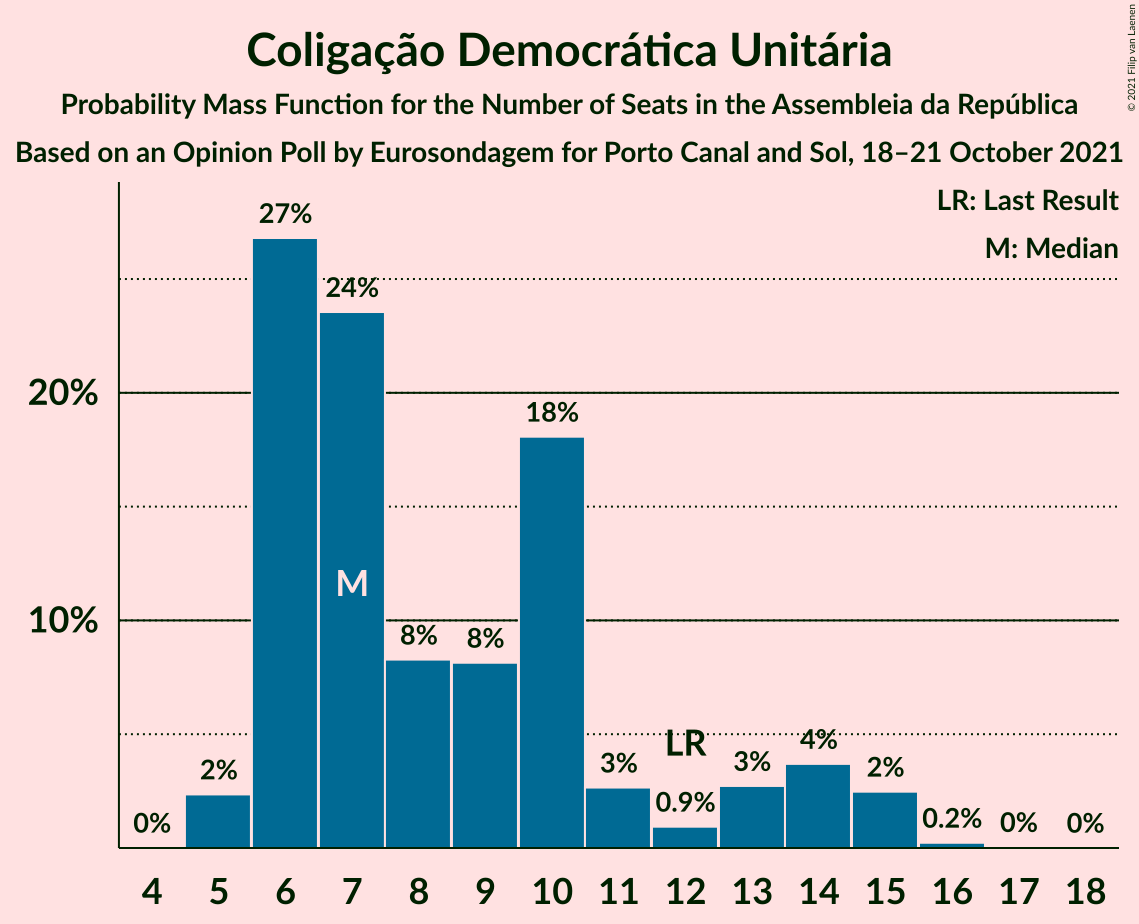 Coligação Democrática Unitária
Probability Mass Function for the Number of Seats in the Assembleia da República
Based on an Opinion Poll by Eurosondagem for Porto Canal and Sol, 18–21 October 2021
© 2021 Filip van Laenen
LR: Last Result
M: Median
27%
24%
20%
18%
M
10%
8%
8%
LR
4%
3%
3%
2%
2%
0.9%
0.2%
0%
0%
0%
4 5 6 7 8 9 10 11 12 13 14 15 16 17 18